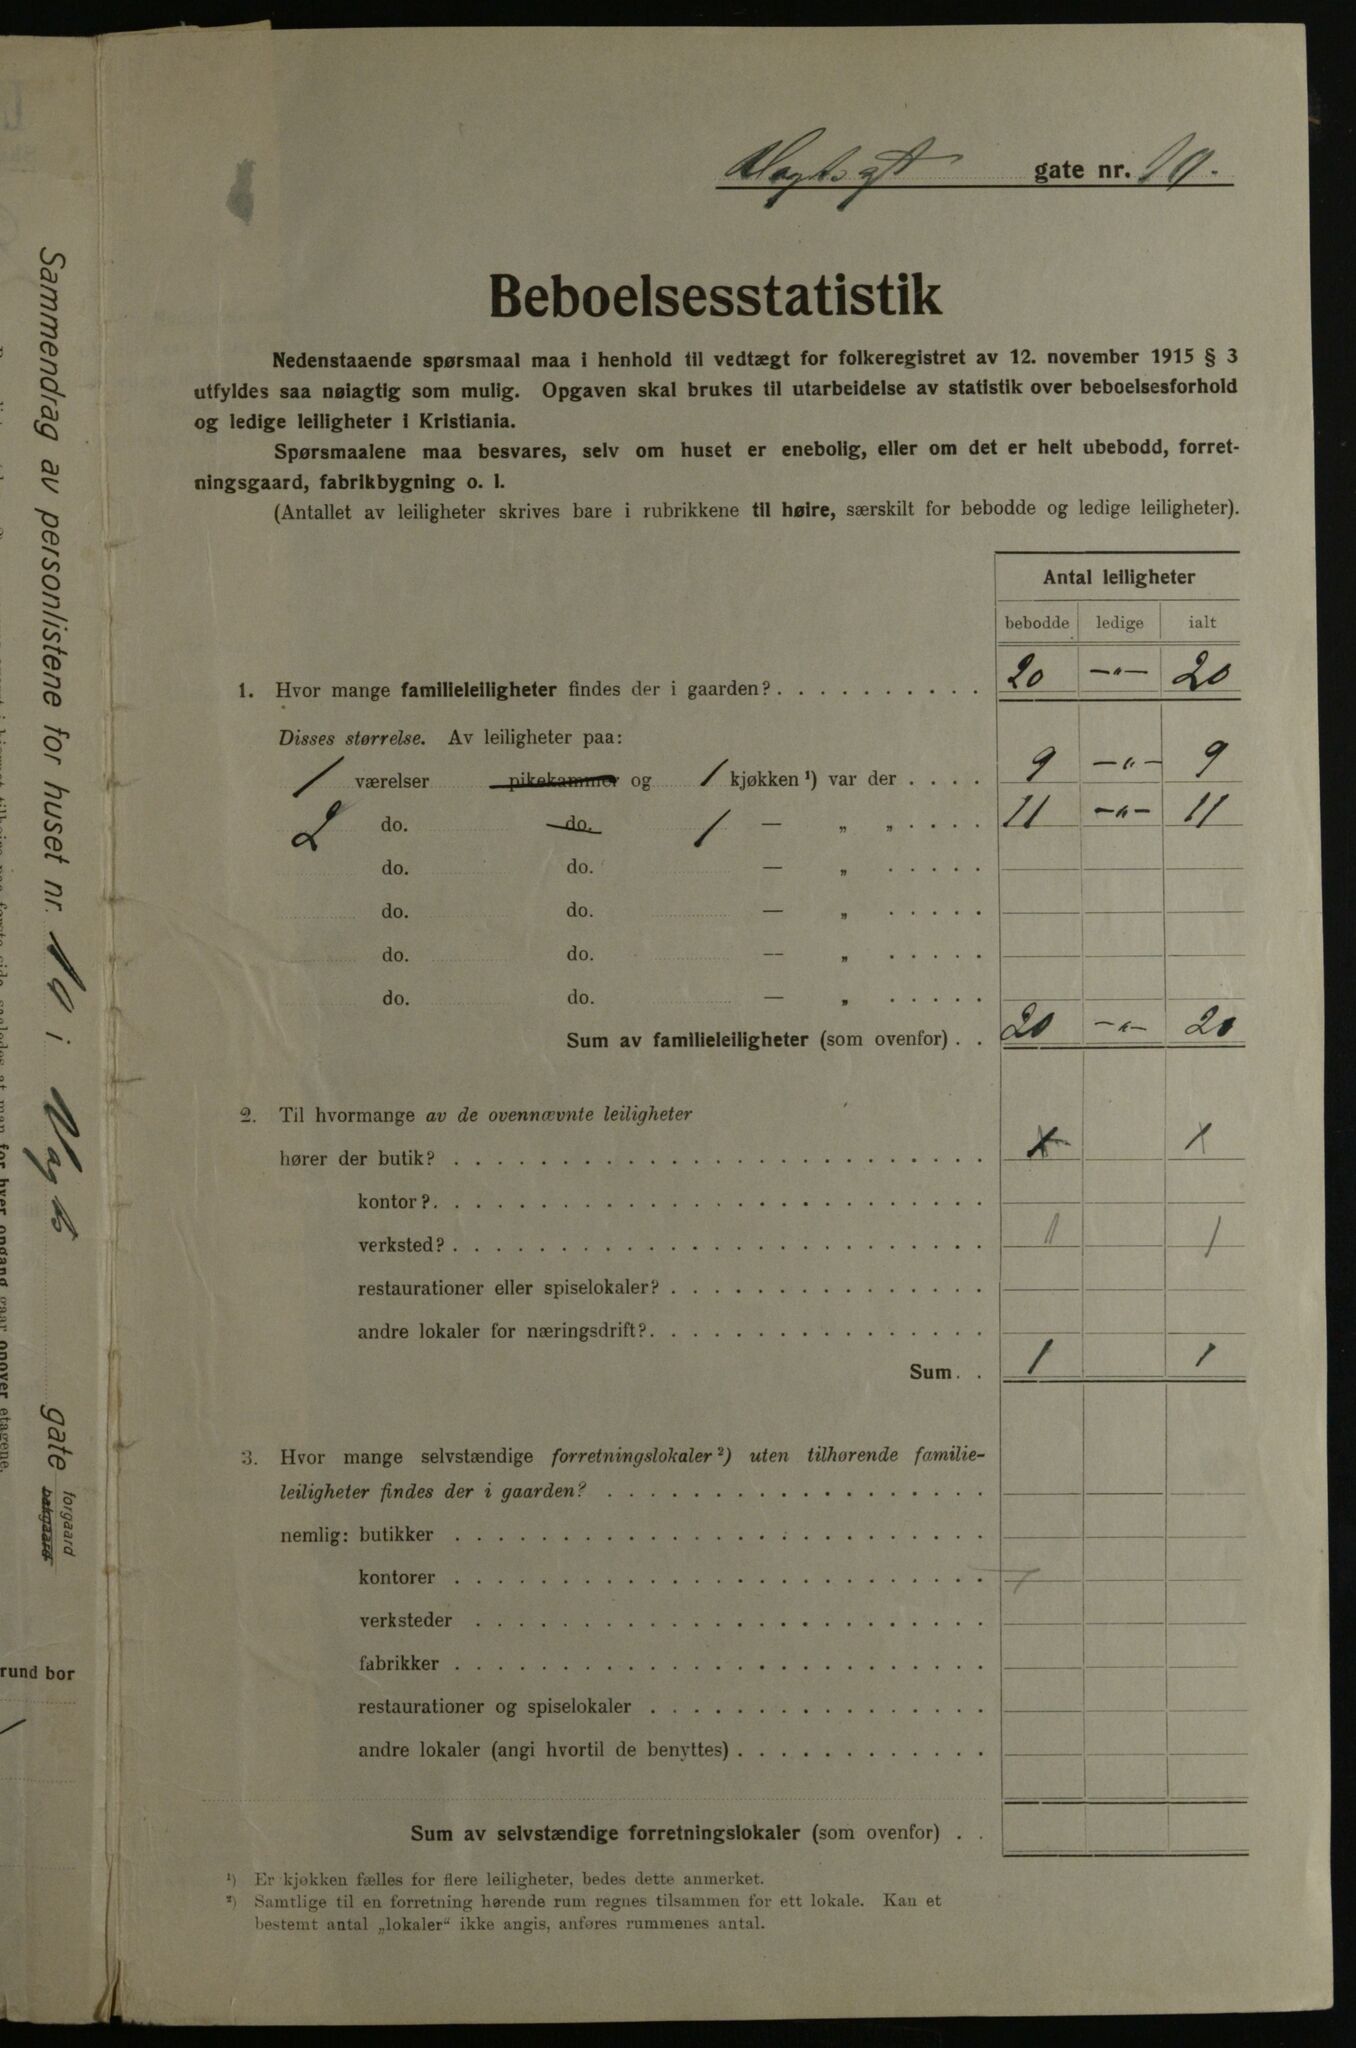 Vogts gt gate nr. 10.
Beboelsesstatistik
Nedenstaaende spørsmaal maa i henhold til vedtægt for folkeregistret av 12. november 1915 § 3
utfyldes saa nøiagtig som mulig. Opgaven skal brukes til utarbeidelse av statistik over beboelsesforhold
og ledige leiligheter i Kristiania.
Spørsmaalene maa besvares, selv om huset er enebolig, eller om det er helt ubebodd, forret-
ningsgaard, fabrikbygning o. l.
(Antallet av leiligheter skrives bare i rubrikkene til høire, særskilt for bebodde og ledige leiligheter).
Antal leiligheter
bebodde ledige ialt
1. Hvor mange familieleiligheter findes der i gaarden? . . . . . . . . . . 20 —„— 20
Disses størrelse. Av leiligheter paa:
1 værelser pikekammer og 1 kjøkken ¹) var der . . . . 9 —„— 9
2 do. do. 1 — „ „ . . . . . 11 —„— 11
do. do. — „ . . . . .
do. do. — „ . . . . .
do. do. — „ . . . . .
do. do. — „ . . . . .
Sum av familieleiligheter (som ovenfor) . . 20 —„— 20
2. Til hvormange av de ovennævnte leiligheter
hører der butik? . . . . . . . . . . . . . . . . . . . . . . . . .
kontor? . . . . . . . . . . . . . . . . . . . . . . . . . .
verksted? . . . . . . . . . . . . . . . . . . . . . . . . . 1 1
restaurationer eller spiselokaler? . . . . . . . . . . . . . . .
andre lokaler for næringsdrift? . . . . . . . . . . . . . . . .
Sum . . 1 1
3. Hvor mange selvstændige forretningslokaler ²) uten tilhørende familie-
leiligheter findes der i gaarden? . . . . . . . . . . . . . . . . . .
nemlig: butikker . . . . . . . . . . . . . . . . . . . . . . . . .
kontorer . . . . . . . . . . . . . . . . . . . . . . . . .
verksteder . . . . . . . . . . . . . . . . . . . . . . . .
fabrikker . . . . . . . . . . . . . . . . . . . . . . . . .
restaurationer og spiselokaler . . . . . . . . . . . . . . . .
andre lokaler (angi hvortil de benyttes) . . . . . . . . . . . .
Sum av selvstændige forretningslokaler (som ovenfor) . .
¹) Er kjøkken fælles for flere leiligheter, bedes dette anmerket.
²) Samtlige til en forretning hørende rum regnes tilsammen for ett lokale. Kan et
bestemt antal „lokaler“ ikke angis, anføres rummenes antal.
Sammendrag av personlistene for huset nr. 10 i Vogts gate forgaard bakgaard
rund bor